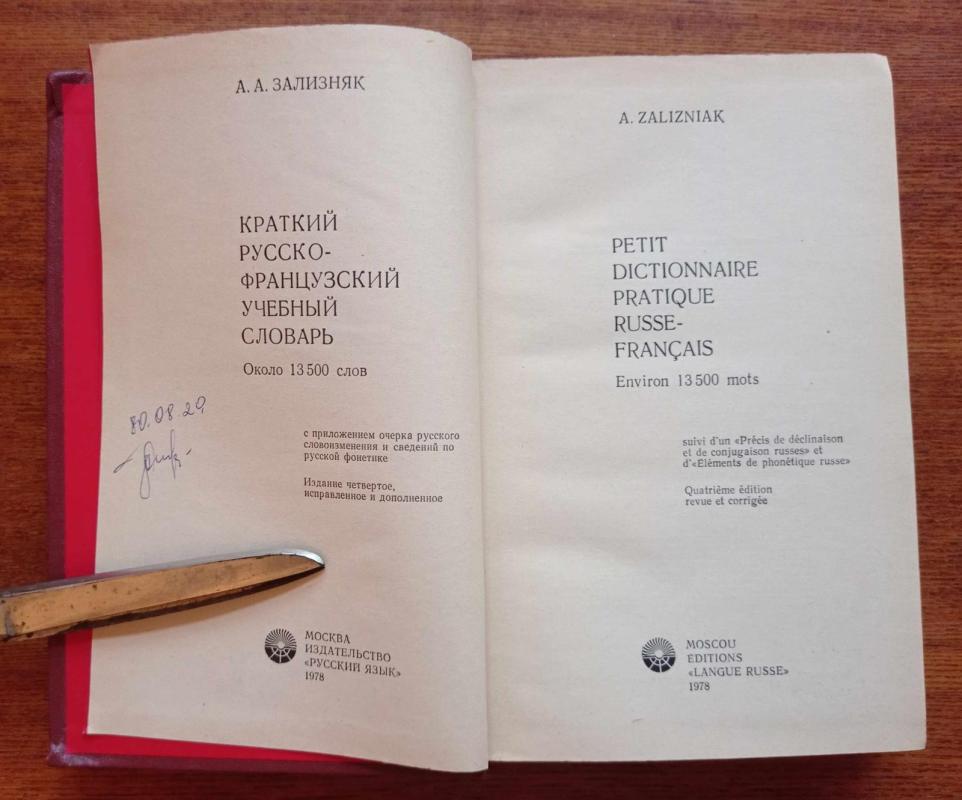 А. А. ЗАЛИЗНЯК
КРАТКИЙ
РУССКО-
ФРАНЦУЗСКИЙ
УЧЕБНЫЙ
СЛОВАРЬ
Около 13 500 слов
80.08.29
с приложением очерка русского
словоизменения и сведений по
русской фонетике
Издание четвертое,
исправленное и дополненное
МОСКВА
ИЗДАТЕЛЬСТВО
«РУССКИЙ ЯЗЫК»
1978
A. ZALIZNIAK
PETIT
DICTIONNAIRE
PRATIQUE
RUSSE-
FRANÇAIS
Environ 13 500 mots
suivi d'un «Précis de déclinaison
et de conjugaison russes» et
d'«Eléments de phonétique russe»
Quatrième édition
revue et corrigée
MOSCOU
EDITIONS
«LANGUE RUSSE»
1978